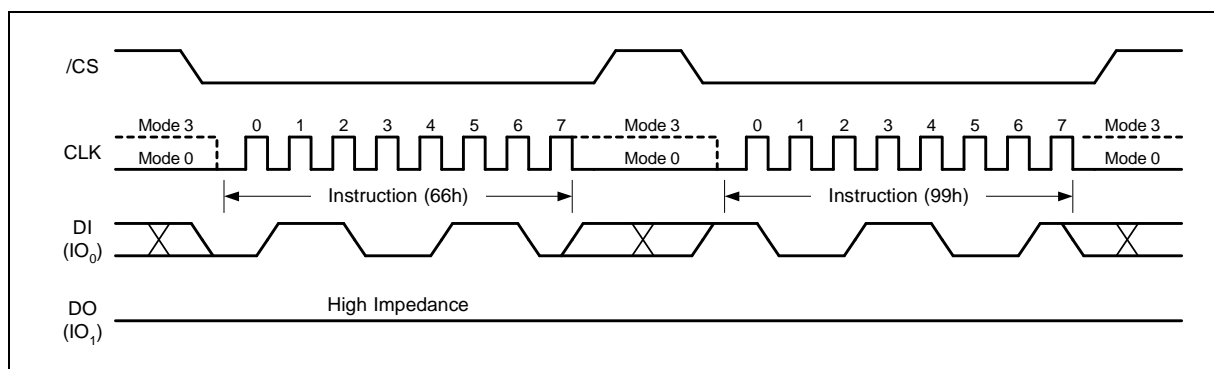 /CS
Mode 3 0 1 2 3 4 5 6 7 Mode 3 0 1 2 3 4 5 6 7 Mode 3
CLK Mode 0 Mode 0 Mode 0
Instruction (66h) Instruction (99h)
DI
(IO0)
DO High Impedance
(IO1)